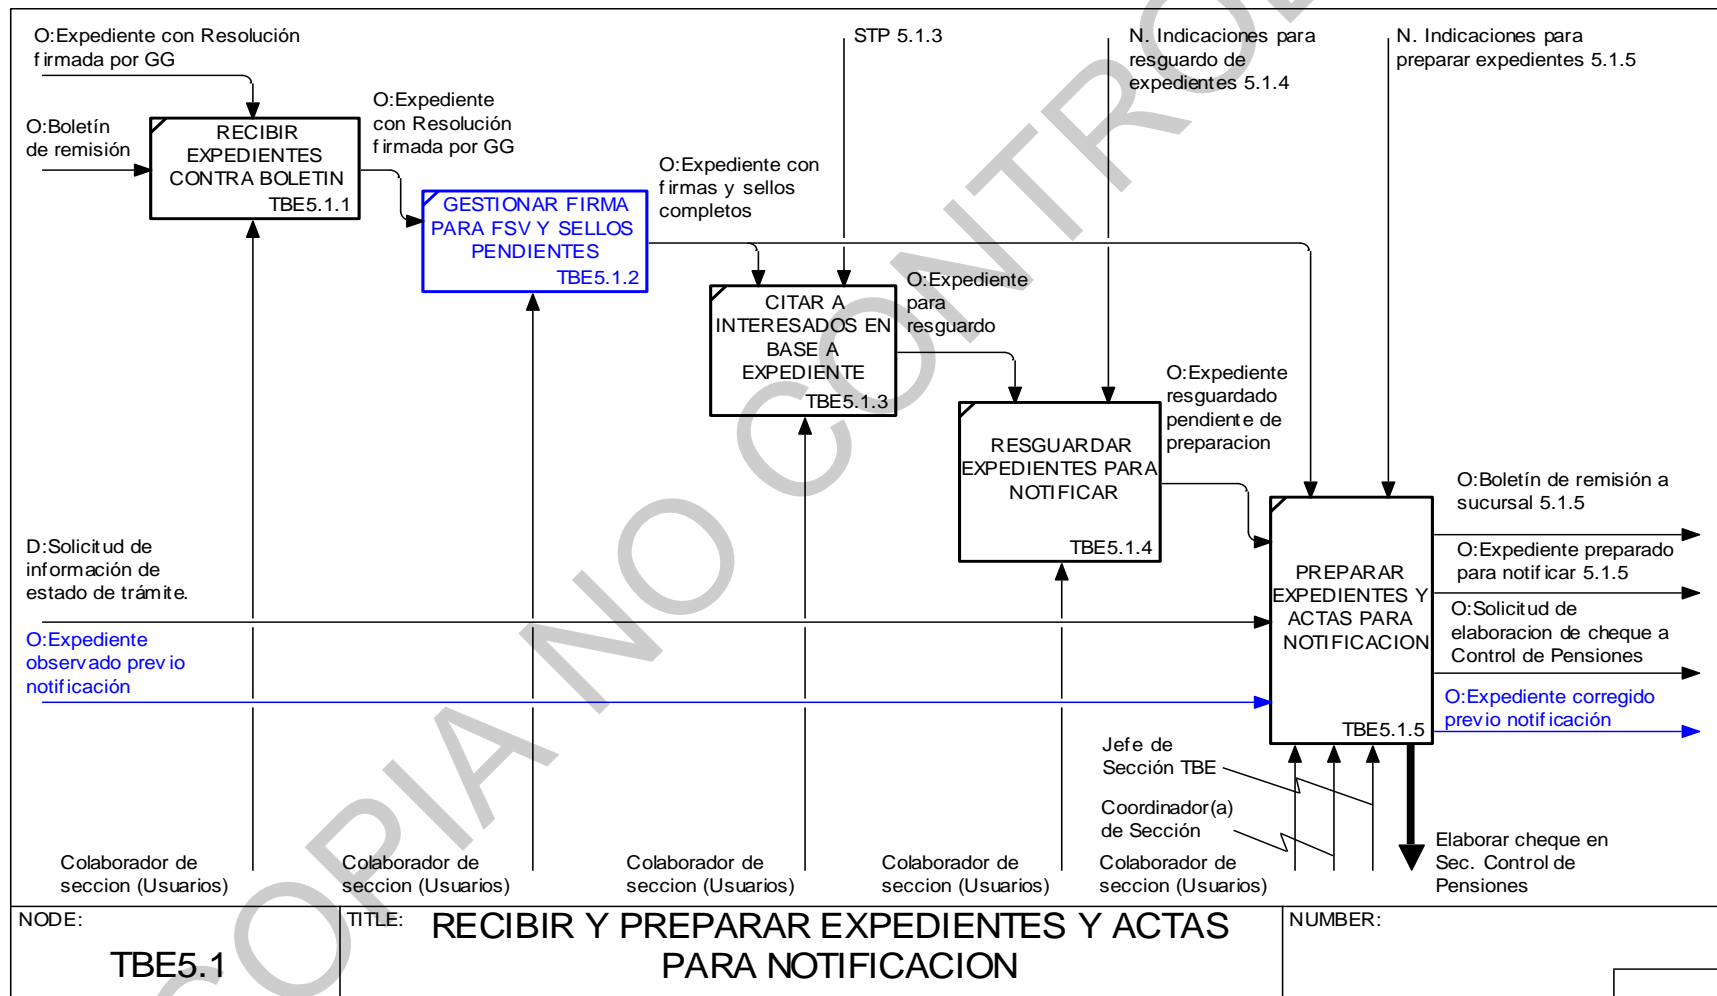 O:Expediente con Resolución
firmada por GG
O:Boletín
de remisión
RECIBIR
EXPEDIENTES
CONTRA BOLETIN
TBE5.1.1
O:Expediente
con Resolución
firmada por GG
GESTIONAR FIRMA
PARA FSV Y SELLOS
PENDIENTES
TBE5.1.2
O:Expediente con
firmas y sellos
completos
STP 5.1.3
CITAR A
INTERESADOS EN
BASE A
EXPEDIENTE
TBE5.1.3
O:Expediente
para
resguardo
N. Indicaciones para
resguardo de
expedientes 5.1.4
RESGUARDAR
EXPEDIENTES PARA
NOTIFICAR
TBE5.1.4
O:Expediente
resguardado
pendiente de
preparacion
N. Indicaciones para
preparar expedientes 5.1.5
PREPARAR
EXPEDIENTES Y
ACTAS PARA
NOTIFICACION
TBE5.1.5
O:Boletín de remisión a
sucursal 5.1.5
O:Expediente preparado
para notificar 5.1.5
O:Solicitud de
elaboracion de cheque a
Control de Pensiones
O:Expediente corregido
previo notificación
D:Solicitud de
información de
estado de trámite.
O:Expediente
observado previo
notificación
Jefe de
Sección TBE
Coordinador(a)
de Sección
Colaborador de
seccion (Usuarios)
Colaborador de
seccion (Usuarios)
Colaborador de
seccion (Usuarios)
Colaborador de
seccion (Usuarios)
Colaborador de
seccion (Usuarios)
Elaborar cheque en
Sec. Control de
Pensiones
NODE:
TBE5.1
TITLE:
RECIBIR Y PREPARAR EXPEDIENTES Y ACTAS
PARA NOTIFICACION
NUMBER:
COPIA NO CONTROL